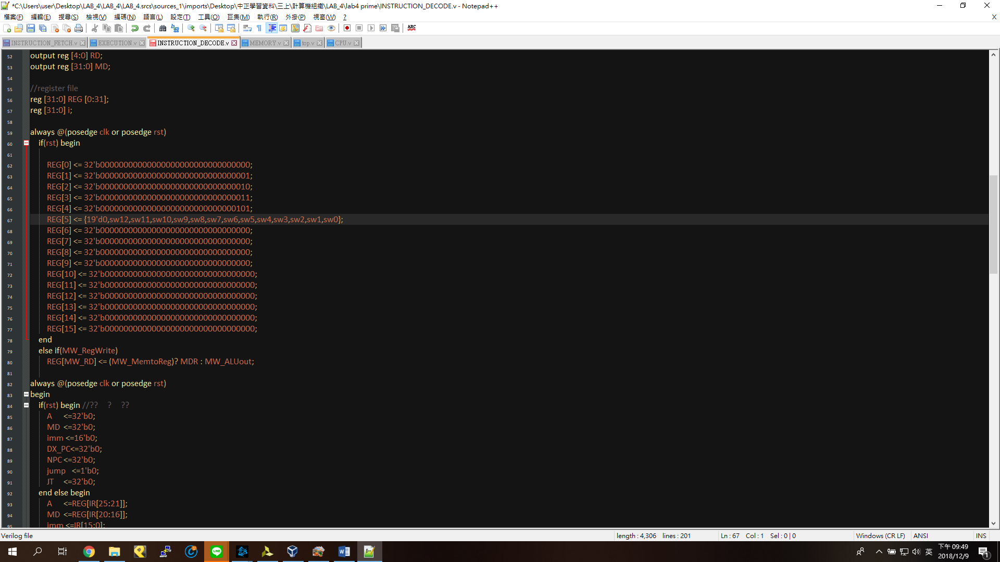 *C:\Users\user\Desktop\LAB_4\LAB_4\LAB_4.srcs\sources_1\imports\Desktop\中正學習資料\三上\計算機組織\LAB_4\lab4 prime\INSTRUCTION_DECODE.v - Notepad++
檔案(F) 編輯(E) 搜尋(S) 檢視(V) 編碼(N) 語言(L) 設定(T) 工具(O) 巨集(M) 執行(R) 外掛(P) 視窗(W) ? X
INSTRUCTION_FETCH.v EXECUTION.v INSTRUCTION_DECODE.v MEMORY.v top.v CPU.v
52 output reg [4:0] RD;
53 output reg [31:0] MD;
54
55 //register file
56 reg [31:0] REG [0:31];
57 reg [31:0] i;
58
59 always @(posedge clk or posedge rst)
60 if(rst) begin
61
62 REG[0] <= 32'b00000000000000000000000000000000;
63 REG[1] <= 32'b00000000000000000000000000000001;
64 REG[2] <= 32'b00000000000000000000000000000010;
65 REG[3] <= 32'b00000000000000000000000000000011;
66 REG[4] <= 32'b00000000000000000000000000000101;
67 REG[5] <= {19'd0,sw12,sw11,sw10,sw9,sw8,sw7,sw6,sw5,sw4,sw3,sw2,sw1,sw0};
68 REG[6] <= 32'b00000000000000000000000000000000;
69 REG[7] <= 32'b00000000000000000000000000000000;
70 REG[8] <= 32'b00000000000000000000000000000000;
71 REG[9] <= 32'b00000000000000000000000000000000;
72 REG[10] <= 32'b00000000000000000000000000000000;
73 REG[11] <= 32'b00000000000000000000000000000000;
74 REG[12] <= 32'b00000000000000000000000000000000;
75 REG[13] <= 32'b00000000000000000000000000000000;
76 REG[14] <= 32'b00000000000000000000000000000000;
77 REG[15] <= 32'b00000000000000000000000000000000;
78 end
79 else if(MW_RegWrite)
80 REG[MW_RD] <= (MW_MemtoReg)? MDR : MW_ALUout;
81
82 always @(posedge clk or posedge rst)
83 begin
84 if(rst) begin //?? ? ??
85 A <=32'b0;
86 MD <=32'b0;
87 imm <=16'b0;
88 DX_PC<=32'b0;
89 NPC <=32'b0;
90 jump <=1'b0;
91 JT <=32'b0;
92 end else begin
93 A <=REG[IR[25:21]];
94 MD <=REG[IR[20:16]];
95 imm <=IR[15:0];
Verilog file length : 4,306 lines : 201 Ln : 67 Col : 1 Sel : 0 | 0 Windows (CR LF) ANSI INS
英 下午 09:49
2018/12/9 1